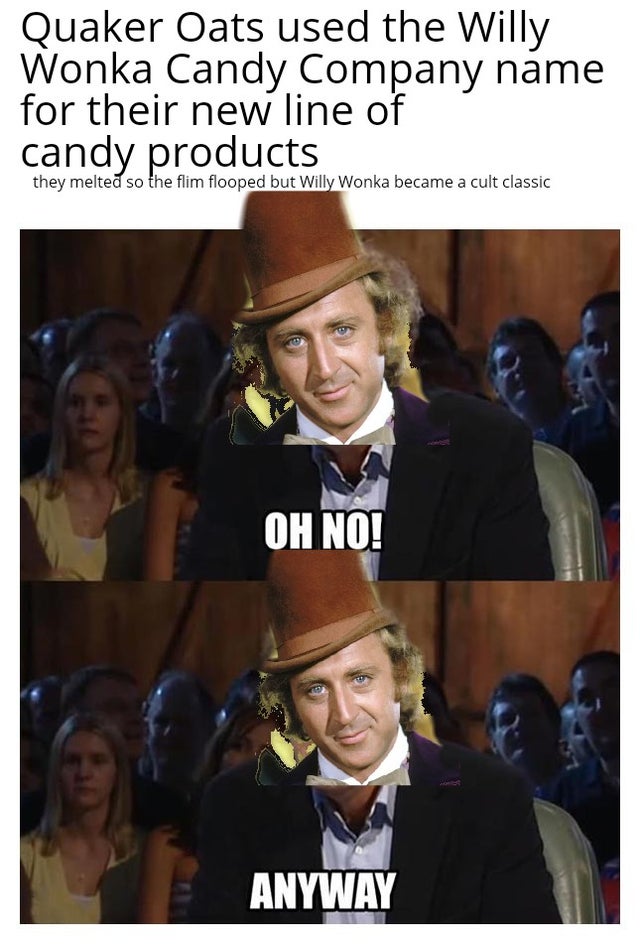 Quaker Oats used the Willy
Wonka Candy Company name
for their new line of
candy products
they melted so the flim flooped but Willy Wonka became a cult classic
OH NO!
ANYWAY